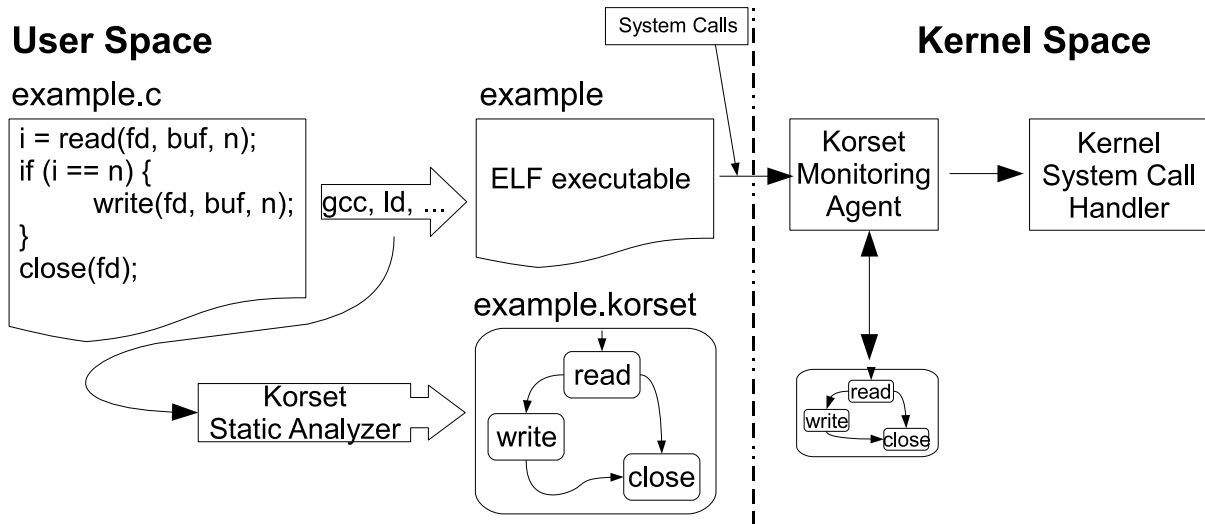 System Calls
User Space
Kernel Space
example.c
i = read(fd, buf, n);
if (i == n) {
write(fd, buf, n);
}
close(fd);
gcc, ld, ...
example
ELF executable
Korset
Monitoring
Agent
Kernel
System Call
Handler
Korset
Static Analyzer
example.korset
read
write
close
read
write
close